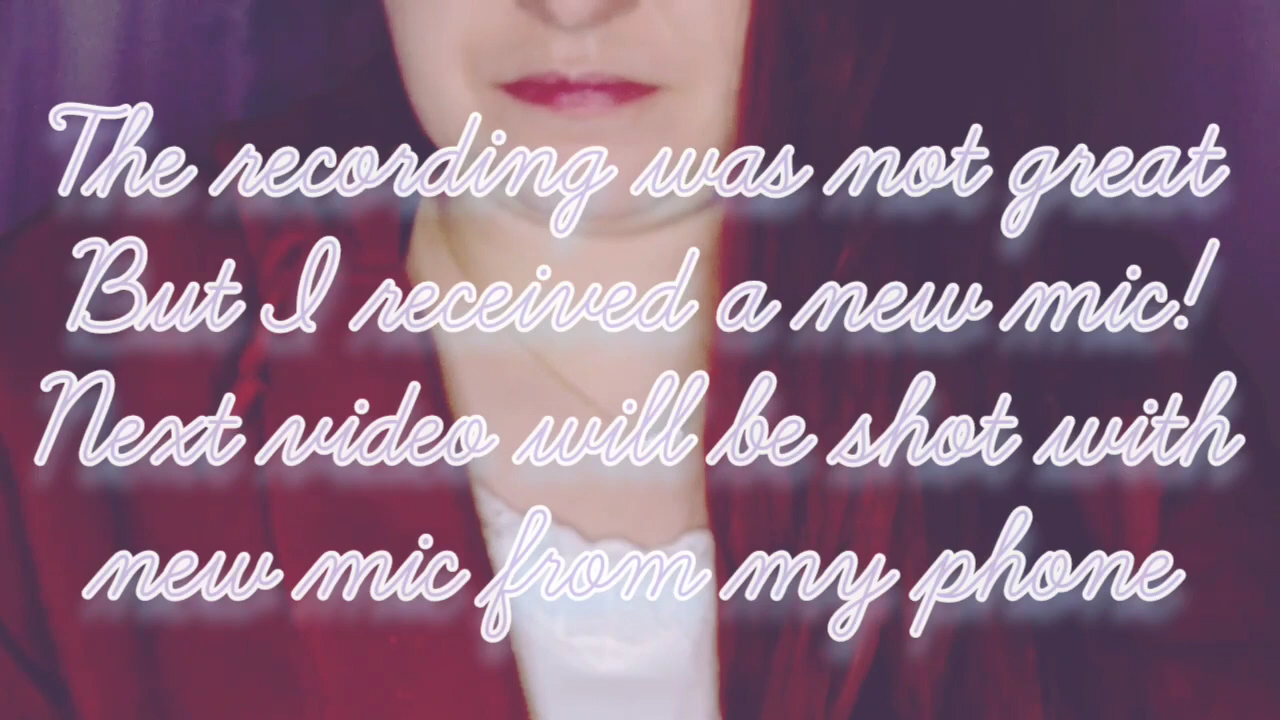 The recording was not great
But I received a new mic!
Next video will be shot with
new mic from my phone